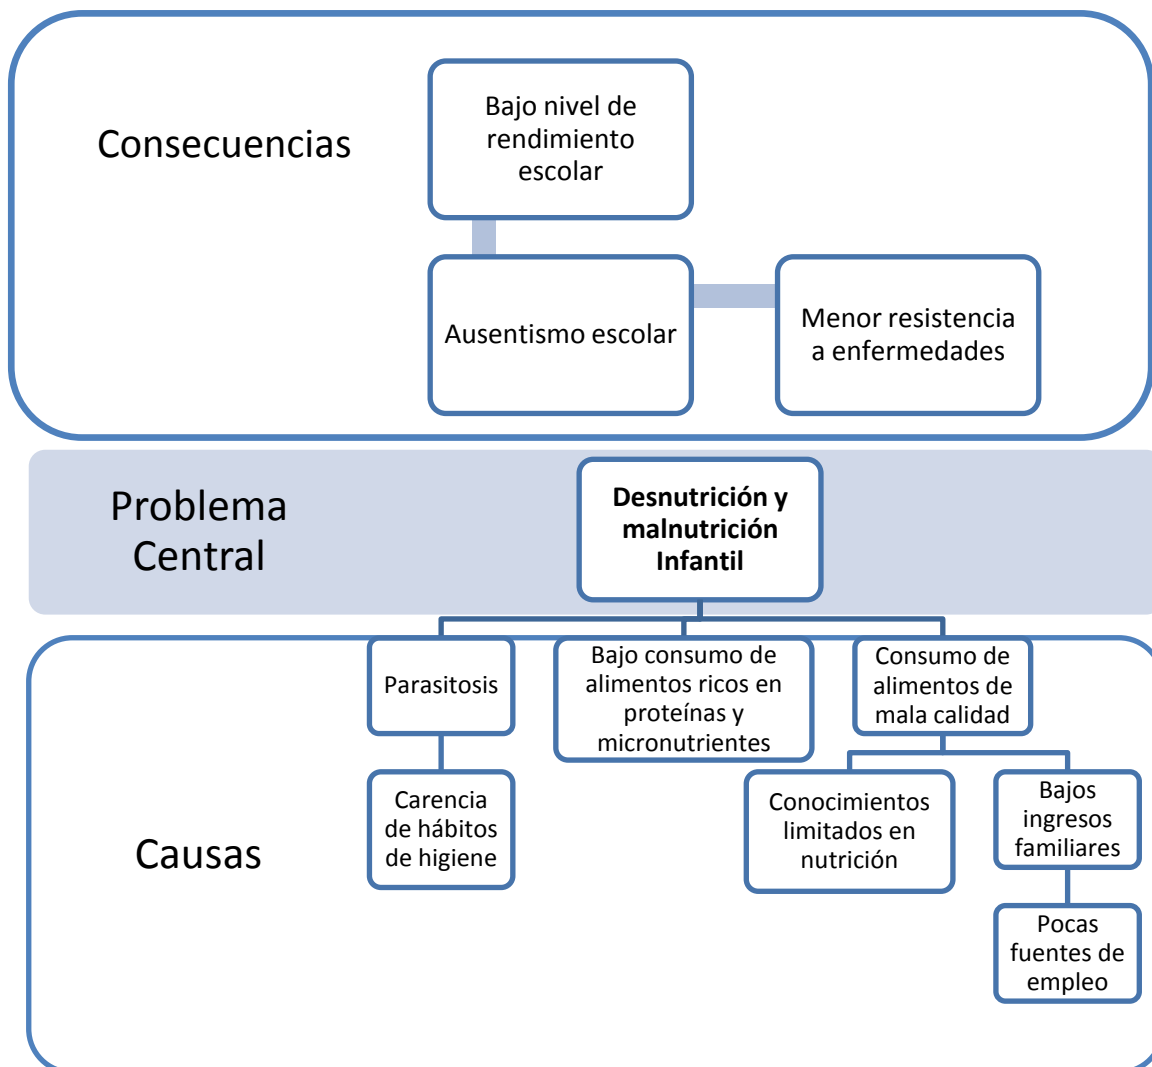 Consecuencias
Bajo nivel de
rendimiento
escolar
Ausentismo escolar
Menor resistencia
a enfermedades
Problema
Central
Desnutrición y
malnutrición
Infantil
Causas
Parasitosis
Bajo consumo de
alimentos ricos en
proteínas y
micronutrientes
Consumo de
alimentos de
mala calidad
Carencia
de hábitos
de higiene
Conocimientos
limitados en
nutrición
Bajos
ingresos
familiares
Pocas
fuentes de
empleo